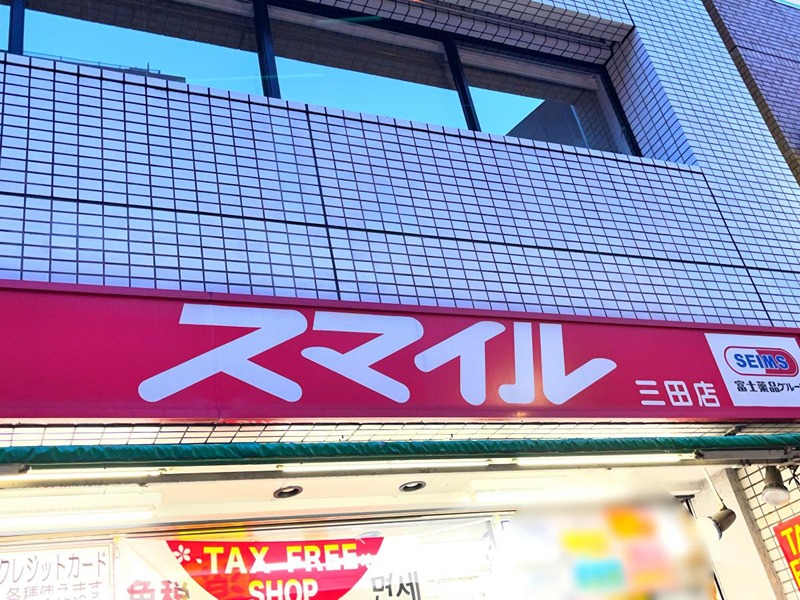 スマイル
三田店
SEIMS
富士薬品グルー
クレジットカード
各種使えます
TAX FREE
SHOP
免税
면세